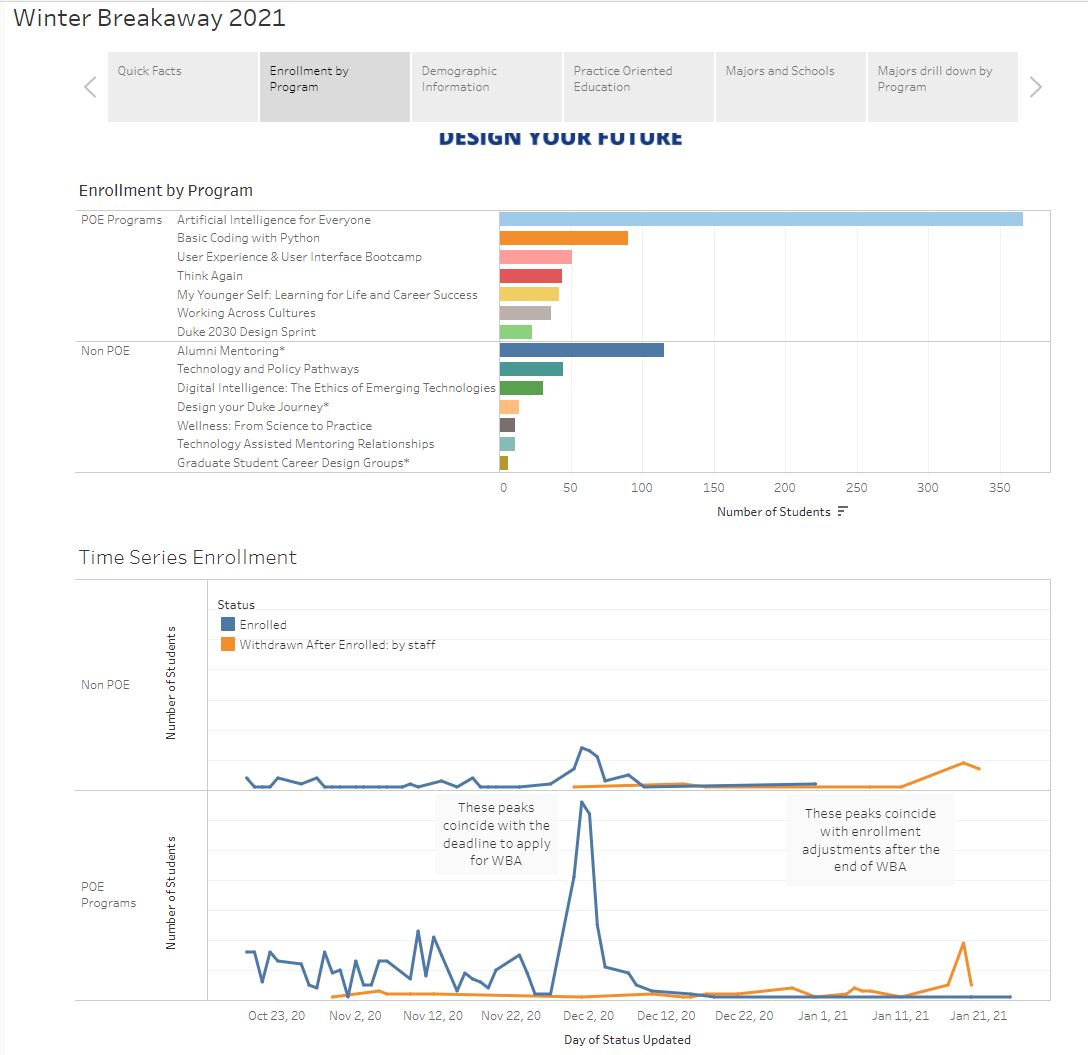 Winter Breakaway 2021
Quick Facts
Enrollment by
Program
Demographic
Information
Practice Oriented
Education
Majors and Schools
Majors drill down by
Program
DESIGN YOUR FUTURE
Enrollment by Program
POE Programs
Artificial Intelligence for Everyone
Basic Coding with Python
User Experience & User Interface Bootcamp
Think Again
My Younger Self: Learning for Life and Career Success
Working Across Cultures
Duke 2030 Design Sprint
Non POE
Alumni Mentoring*
Technology and Policy Pathways
Digital Intelligence: The Ethics of Emerging Technologies
Design your Duke Journey*
Wellness: From Science to Practice
Technology Assisted Mentoring Relationships
Graduate Student Career Design Groups*
0 50 100 150 200 250 300 350
Number of Students
Time Series Enrollment
Status
Enrolled
Withdrawn After Enrolled: by staff
Non POE
Number of Students
These peaks
coincide with the
deadline to apply
for WBA
These peaks coincide
with enrollment
adjustments after the
end of WBA
POE
Programs
Number of Students
Oct 23, 20 Nov 2, 20 Nov 12, 20 Nov 22, 20 Dec 2, 20 Dec 12, 20 Dec 22, 20 Jan 1, 21 Jan 11, 21 Jan 21, 21
Day of Status Updated